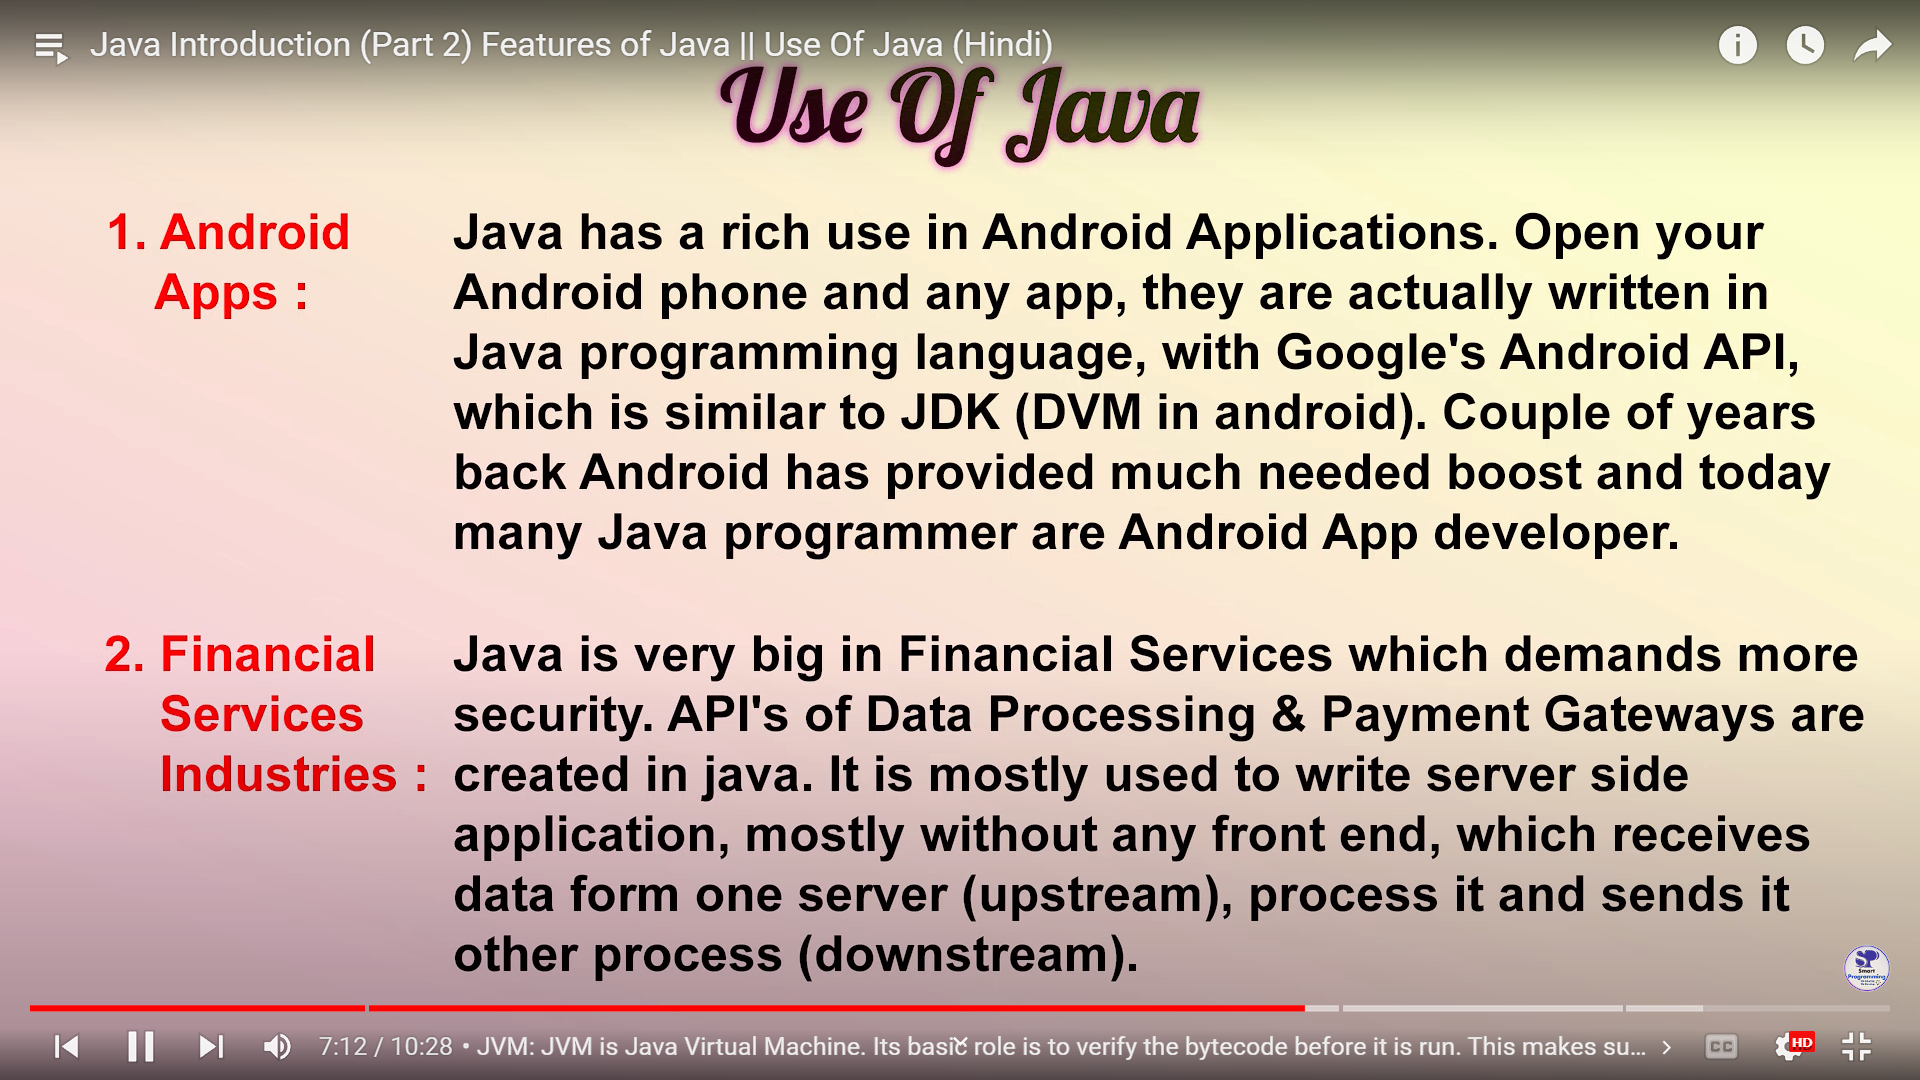 Java Introduction (Part 2) Features of Java || Use Of Java (Hindi)
Use Of Java
1. Android Apps :
Java has a rich use in Android Applications. Open your
Android phone and any app, they are actually written in
Java programming language, with Google's Android API,
which is similar to JDK (DVM in android). Couple of years
back Android has provided much needed boost and today
many Java programmer are Android App developer.
2. Financial Services Industries :
Java is very big in Financial Services which demands more
security. API's of Data Processing & Payment Gateways are
created in java. It is mostly used to write server side
application, mostly without any front end, which receives
data form one server (upstream), process it and sends it
other process (downstream).
SP
Smart
Programming
7:12 / 10:28 • JVM: JVM is Java Virtual Machine. Its basic role is to verify the bytecode before it is run. This makes su...
CC
HD